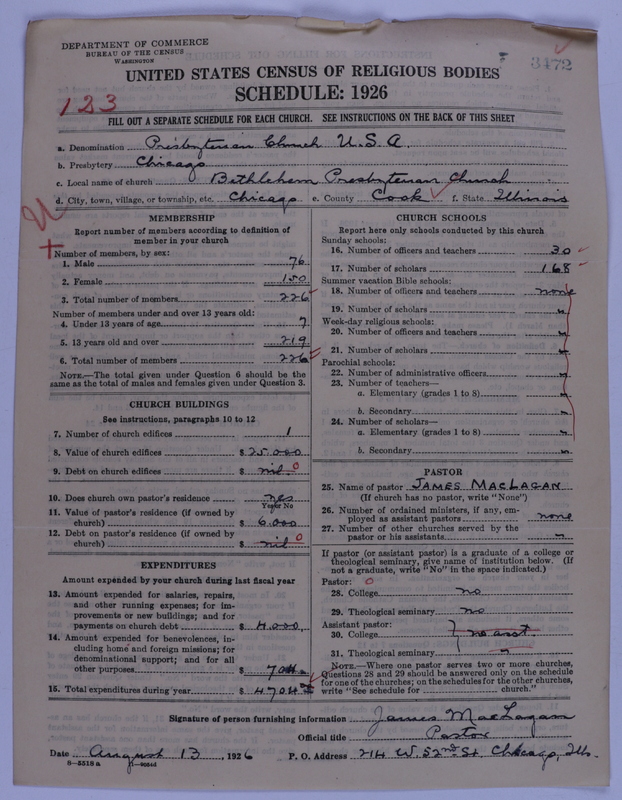 DEPARTMENT OF COMMERCE
BUREAU OF THE CENSUS
WASHINGTON
3472
UNITED STATES CENSUS OF RELIGIOUS BODIES
SCHEDULE: 1926
123
FILL OUT A SEPARATE SCHEDULE FOR EACH CHURCH. SEE INSTRUCTIONS ON THE BACK OF THIS SHEET
a. Denomination Presbyterian Church U.S.A.
b. Presbytery Chicago
c. Local name of church Bethlehem Presbyterian Church
d. City, town, village, or township, etc. Chicago e. County Cook f. State Illinois
MEMBERSHIP
Report number of members according to definition of
member in your church
Number of members, by sex:
1. Male 76
2. Female 150
3. Total number of members 226
Number of members under and over 13 years old:
4. Under 13 years of age 7
5. 13 years old and over 219
6. Total number of members 226
NOTE.—The total given under Question 6 should be
same as the total of males and females given under Question 3.
CHURCH BUILDINGS
See instructions, paragraphs 10 to 12
7. Number of church edifices 1
8. Value of church edifices $ 25.000
9. Debt on church edifices $ nil 0
10. Does church own pastor's residence yes
Yes or No
11. Value of pastor's residence (if owned by
church) $ 6.000
12. Debt on pastor's residence (if owned by
church) $ nil 0
EXPENDITURES
Amount expended by your church during last fiscal year
13. Amount expended for salaries, repairs,
and other running expenses; for im-
provements or new buildings; and for
payments on church debt $ 4.000.
14. Amount expended for benevolences, in-
cluding home and foreign missions; for
denominational support; and for all
other purposes $ 704
15. Total expenditures during year $ 4704
CHURCH SCHOOLS
Report here only schools conducted by this church
Sunday schools:
16. Number of officers and teachers 30
17. Number of scholars 168
Summer vacation Bible schools:
18. Number of officers and teachers none
19. Number of scholars "
Week-day religious schools:
20. Number of officers and teachers "
21. Number of scholars "
Parochial schools:
22. Number of administrative officers "
23. Number of teachers—
a. Elementary (grades 1 to 8) "
b. Secondary "
24. Number of scholars—
a. Elementary (grades 1 to 8) "
b. Secondary "
PASTOR
25. Name of pastor JAMES MACLAGAN
(If church has no pastor, write "None")
26. Number of ordained ministers, if any, em-
ployed as assistant pastors none
27. Number of other churches served by the
pastor or his assistants "
If pastor (or assistant pastor) is a graduate of a college or
theological seminary, give name of institution below. (If
not a graduate, write "No" in the space indicated.)
Pastor: 0
28. College no
29. Theological seminary no
Assistant pastor:
30. College no asst.
31. Theological seminary "
NOTE.—Where one pastor serves two or more churches,
Questions 28 and 29 should be answered only on the schedule
for one of the churches; on the schedules for the other churches,
write "See schedule for church."
Signature of person furnishing information James MacLagan
Official title Pastor
Date August 13, 1926 P. O. Address 214 W. 52nd St. Chicago, Ills.
8—5518 a